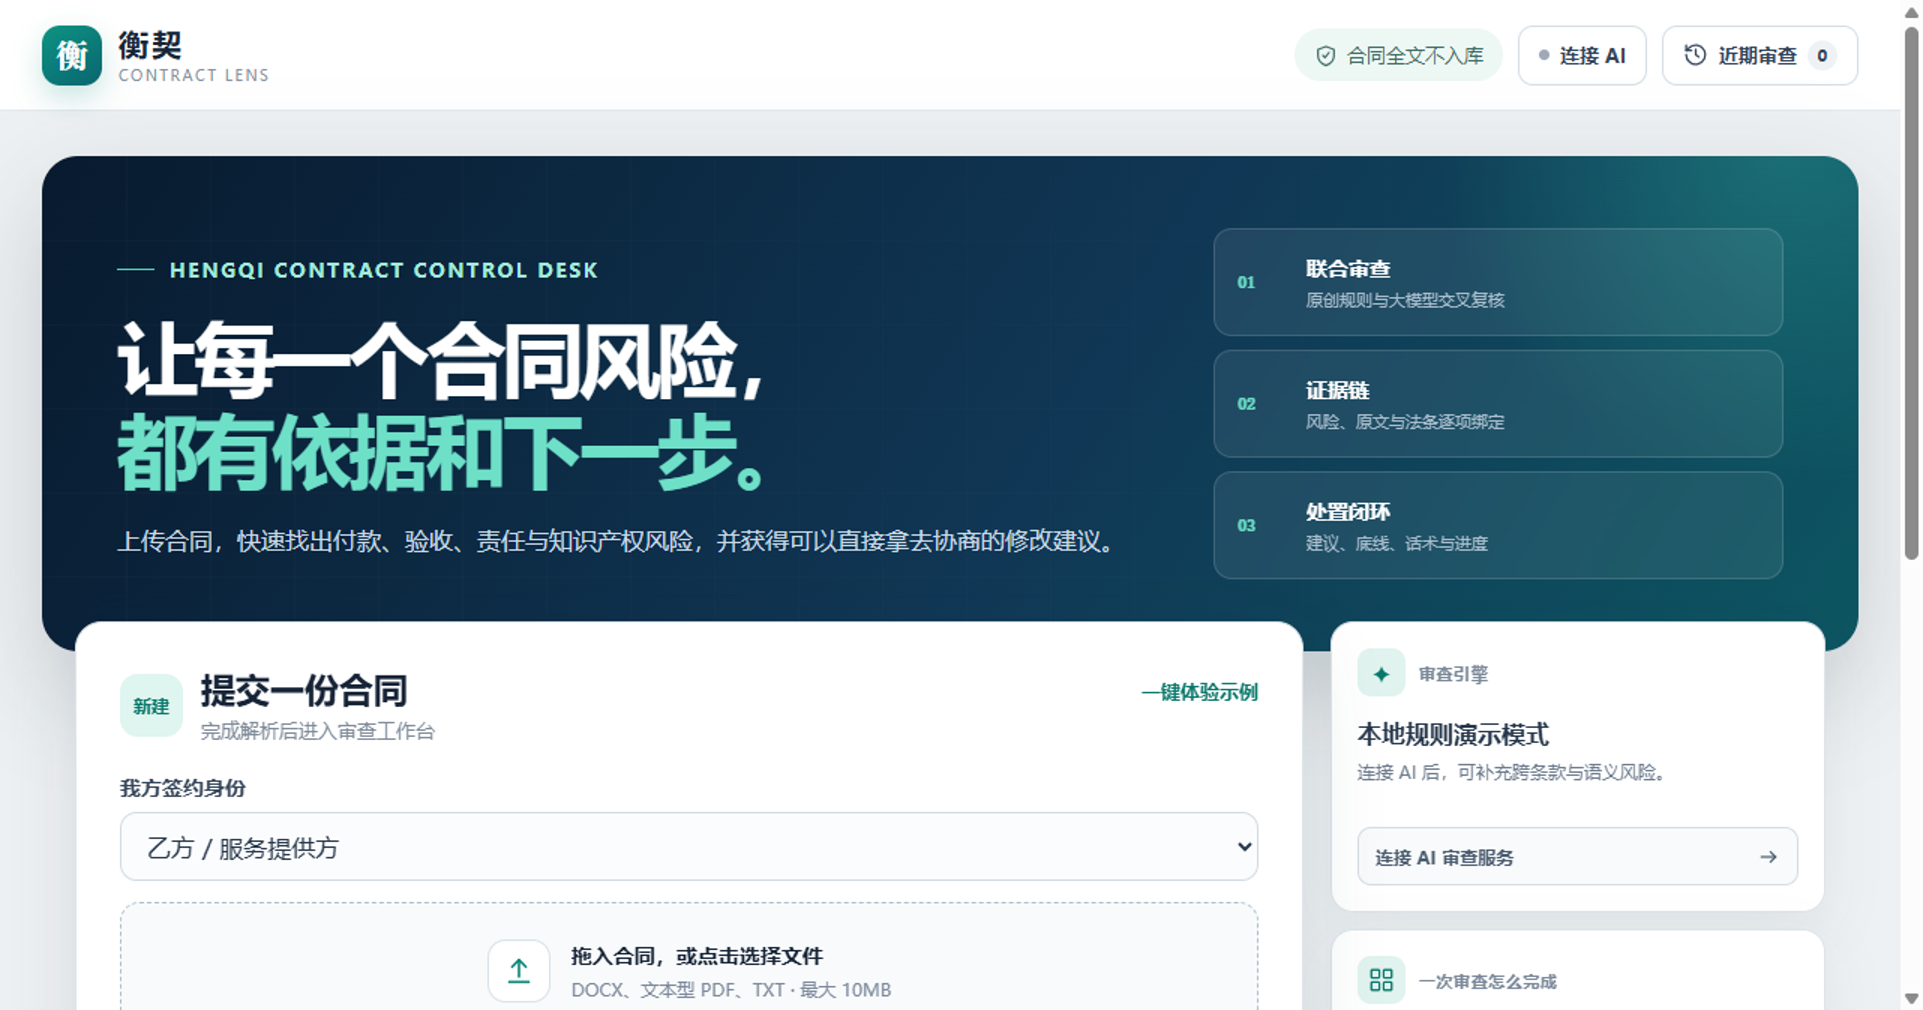 衡
衡契
CONTRACT LENS
合同全文不入库
连接 AI
近期审查 0
HENGQI CONTRACT CONTROL DESK
让每一个合同风险，
都有依据和下一步。
上传合同，快速找出付款、验收、责任与知识产权风险，并获得可以直接拿去协商的修改建议。
01
联合审查
原创规则与大模型交叉复核
02
证据链
风险、原文与法条逐项绑定
03
处置闭环
建议、底线、话术与进度
新建
提交一份合同
完成解析后进入审查工作台
一键体验示例
我方签约身份
乙方 / 服务提供方
拖入合同，或点击选择文件
DOCX、文本型 PDF、TXT · 最大 10MB
审查引擎
本地规则演示模式
连接 AI 后，可补充跨条款与语义风险。
连接 AI 审查服务
一次审查怎么完成